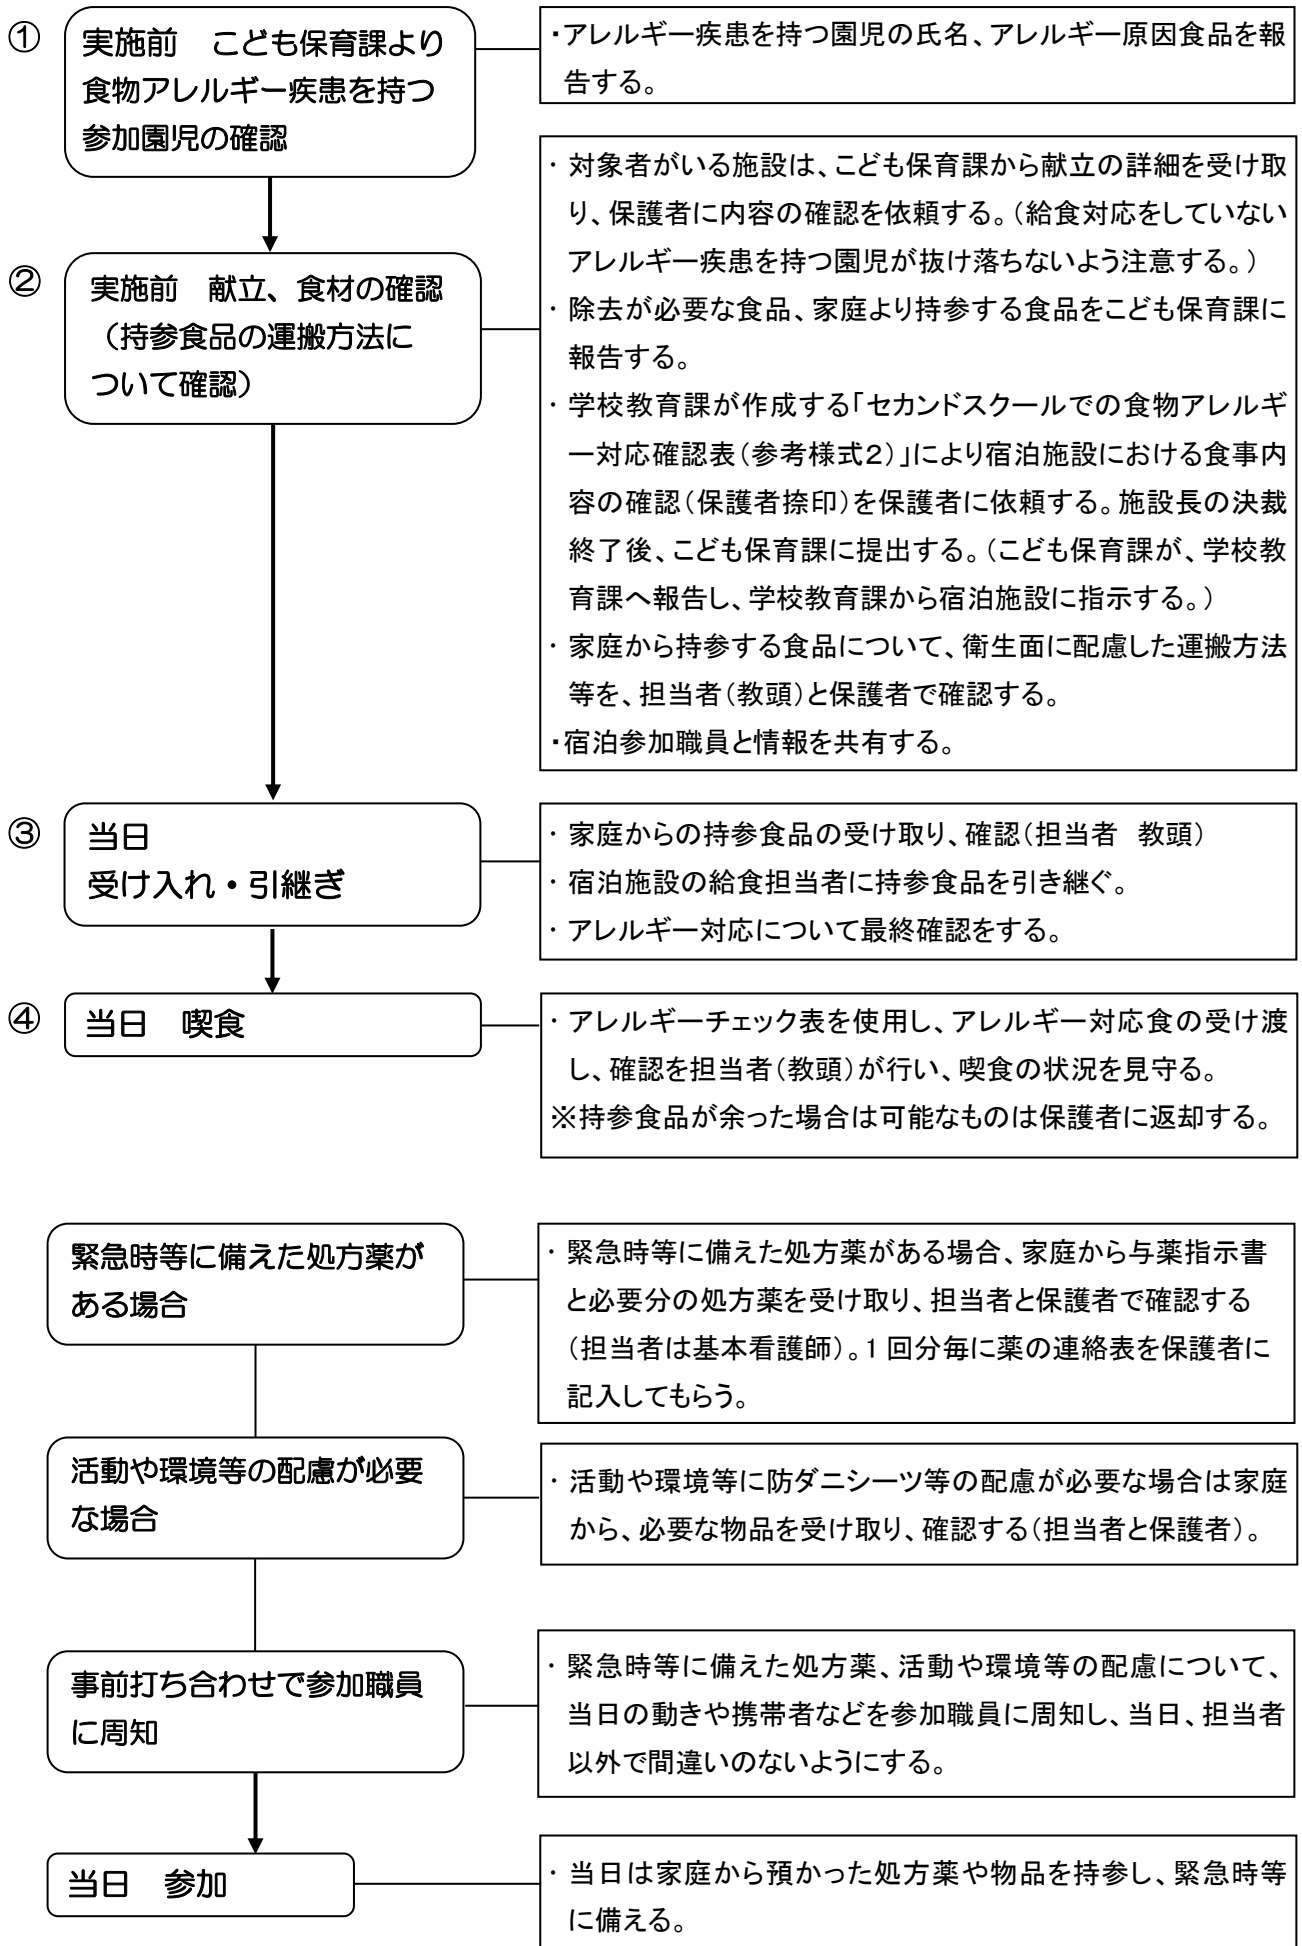 ①
実施前　こども保育課より
食物アレルギー疾患を持つ
参加園児の確認
・アレルギー疾患を持つ園児の氏名、アレルギー原因食品を報
告する。
②
実施前　献立、食材の確認
（持参食品の運搬方法に
ついて確認）
・対象者がいる施設は、こども保育課から献立の詳細を受け取
り、保護者に内容の確認を依頼する。（給食対応をしていない
アレルギー疾患を持つ園児が抜け落ちないよう注意する。）
・除去が必要な食品、家庭より持参する食品をこども保育課に
報告する。
・学校教育課が作成する「セカンドスクールでの食物アレルギ
ー対応確認表（参考様式２）」により宿泊施設における食事内
容の確認（保護者捺印）を保護者に依頼する。施設長の決裁
終了後、こども保育課に提出する。（こども保育課が、学校教
育課へ報告し、学校教育課から宿泊施設に指示する。）
・家庭から持参する食品について、衛生面に配慮した運搬方法
等を、担当者（教頭）と保護者で確認する。
・宿泊参加職員と情報を共有する。
③
当日
受け入れ・引継ぎ
・家庭からの持参食品の受け取り、確認（担当者　教頭）
・宿泊施設の給食担当者に持参食品を引き継ぐ。
・アレルギー対応について最終確認をする。
④
当日　喫食
・アレルギーチェック表を使用し、アレルギー対応食の受け渡
し、確認を担当者（教頭）が行い、喫食の状況を見守る。
※持参食品が余った場合は可能なものは保護者に返却する。
緊急時等に備えた処方薬が
ある場合
・緊急時等に備えた処方薬がある場合、家庭から与薬指示書
と必要分の処方薬を受け取り、担当者と保護者で確認する
（担当者は基本看護師）。1 回分毎に薬の連絡表を保護者に
記入してもらう。
活動や環境等の配慮が必要
な場合
・活動や環境等に防ダニシーツ等の配慮が必要な場合は家庭
から、必要な物品を受け取り、確認する（担当者と保護者）。
事前打ち合わせで参加職員
に周知
・緊急時等に備えた処方薬、活動や環境等の配慮について、
当日の動きや携帯者などを参加職員に周知し、当日、担当者
以外で間違いのないようにする。
当日　参加
・当日は家庭から預かった処方薬や物品を持参し、緊急時等
に備える。